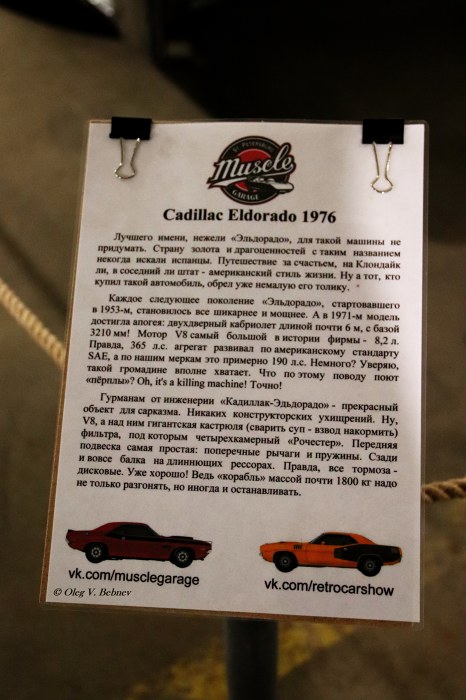 ST. PETERSBURG
Muscle
GARAGE
Cadillac Eldorado 1976
Лучшего имени, нежели «Эльдорадо», для такой машины не
придумать. Страну золота и драгоценностей с таким названием
некогда искали испанцы. Путешествие за счастьем, на Клондайк
ли, в соседний ли штат - американский стиль жизни. Ну а тот, кто
купил такой автомобиль, обрел уже немалую его толику.
Каждое следующее поколение «Эльдорадо», стартовавшего
в 1953-м, становилось все шикарнее и мощнее. А в 1971-м модель
достигла апогея: двухдверный кабриолет длиной почти 6 м, с базой
3210 мм! Мотор V8 самый большой в истории фирмы - 8,2 л.
Правда, 365 л.с. агрегат развивал по американскому стандарту
SAE, а по нашим меркам это примерно 190 л.с. Немного? Уверяю,
такой громадине вполне хватает. Что по этому поводу поют
«пёрплы»? Oh, it's a killing machine! Точно!
Гурманам от инженерии «Кадиллак-Эдьдорадо» - прекрасный
объект для сарказма. Никаких конструкторских ухищрений. Ну,
V8, а над ним гигантская кастрюля (сварить суп - взвод накормить)
фильтра, под которым четырехкамерный «Рочестер». Передняя
подвеска самая простая: поперечные рычаги и пружины. Сзади
и вовсе балка на длиннющих рессорах. Правда, все тормоза -
дисковые. Уже хорошо! Ведь «корабль» массой почти 1800 кг надо
не только разгонять, но иногда и останавливать.
vk.com/musclegarage
vk.com/retrocarshow
© Oleg V. Bebnev